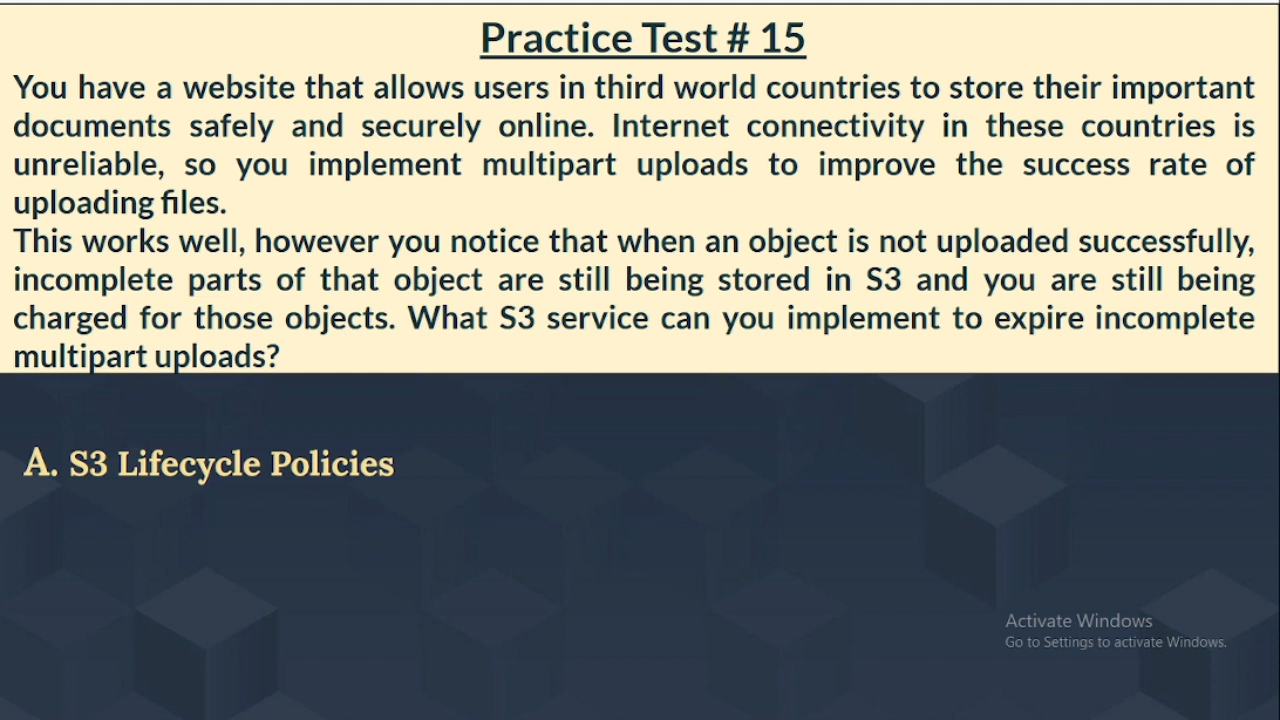 Practice Test # 15
You have a website that allows users in third world countries to store their important
documents safely and securely online. Internet connectivity in these countries is
unreliable, so you implement multipart uploads to improve the success rate of
uploading files.
This works well, however you notice that when an object is not uploaded successfully,
incomplete parts of that object are still being stored in S3 and you are still being
charged for those objects. What S3 service can you implement to expire incomplete
multipart uploads?
A. S3 Lifecycle Policies
Activate Windows
Go to Settings to activate Windows.